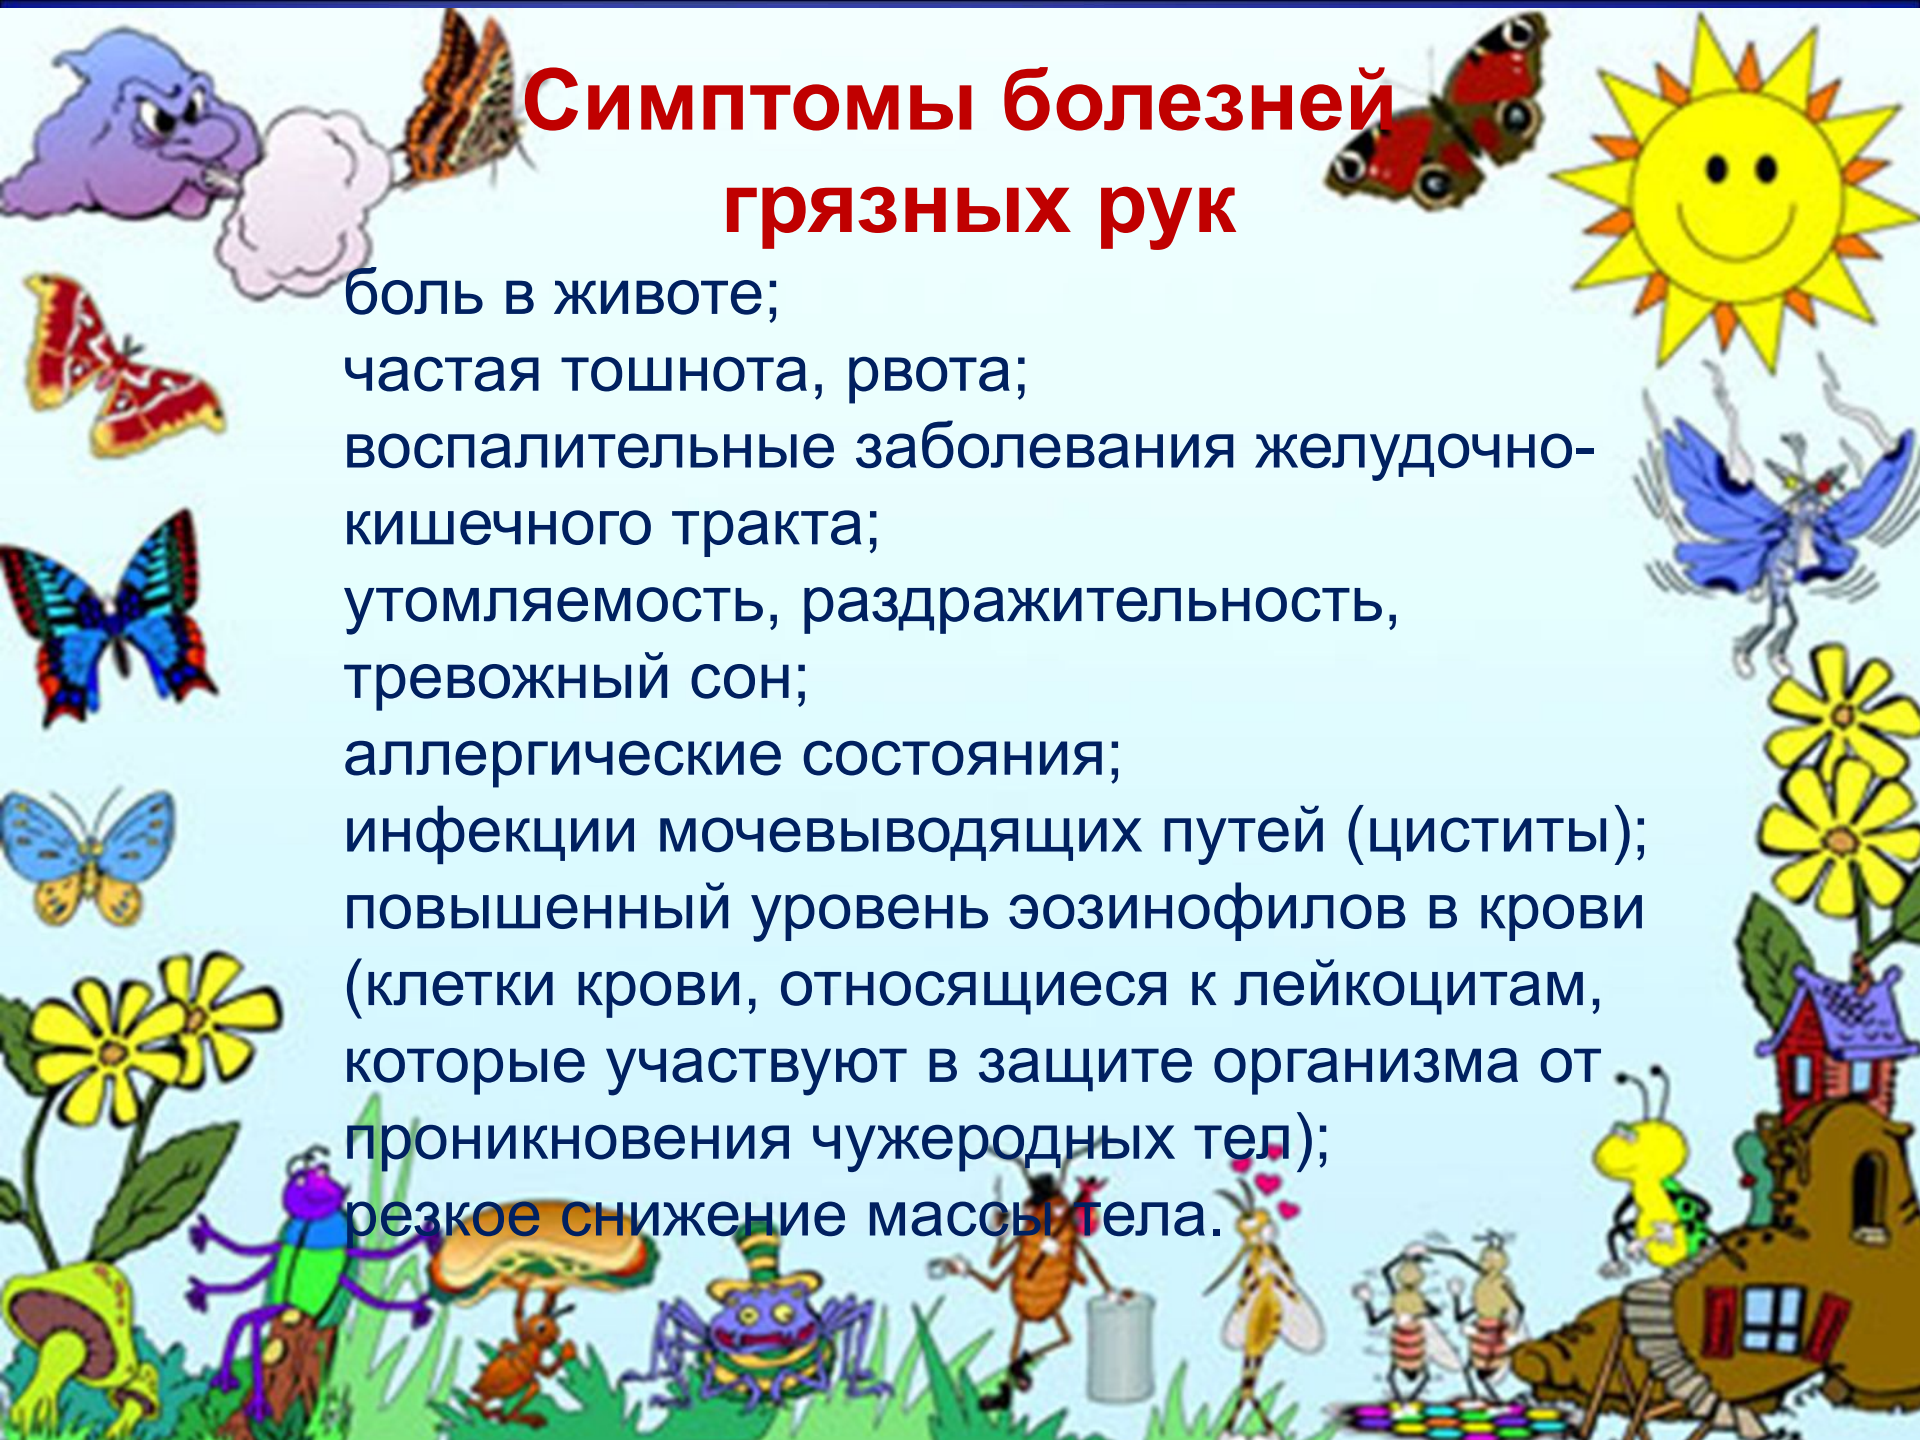 Симптомы болезней
грязных рук
боль в животе;
частая тошнота, рвота;
воспалительные заболевания желудочно-
кишечного тракта;
утомляемость, раздражительность,
тревожный сон;
аллергические состояния;
инфекции мочевыводящих путей (циститы);
повышенный уровень эозинофилов в крови
(клетки крови, относящиеся к лейкоцитам,
которые участвуют в защите организма от
проникновения чужеродных тел);
резкое снижение массы тела.